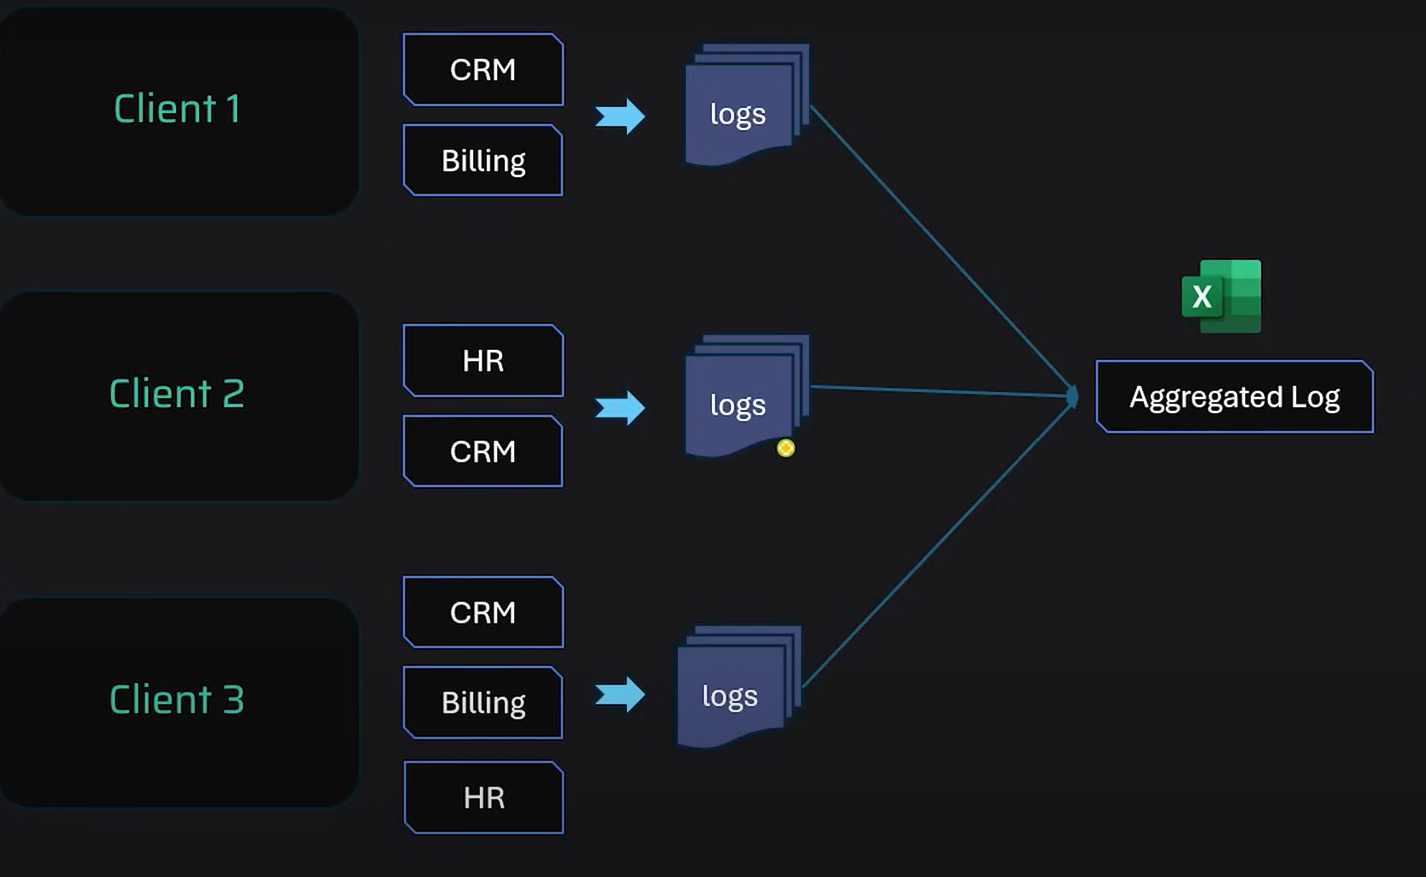 Client 1
CRM
Billing
logs
Client 2
HR
CRM
logs
X
Aggregated Log
Client 3
CRM
Billing
HR
logs